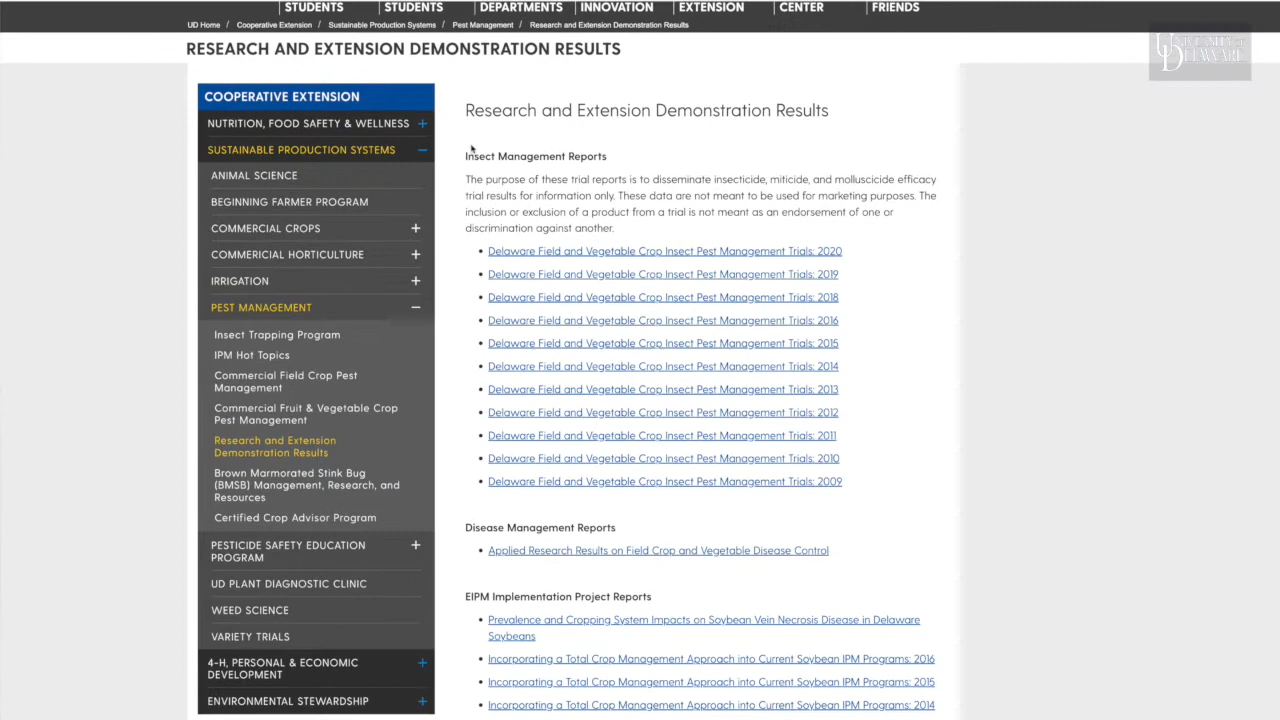 STUDENTS STUDENTS DEPARTMENTS INNOVATION EXTENSION CENTER FRIENDS
UD Home / Cooperative Extension / Sustainable Production Systems / Pest Management / Research and Extension Demonstration Results
RESEARCH AND EXTENSION DEMONSTRATION RESULTS
UNIVERSITY OF
DELAWARE
COOPERATIVE EXTENSION
NUTRITION, FOOD SAFETY & WELLNESS +
SUSTAINABLE PRODUCTION SYSTEMS −
ANIMAL SCIENCE
BEGINNING FARMER PROGRAM
COMMERCIAL CROPS +
COMMERICIAL HORTICULTURE +
IRRIGATION +
PEST MANAGEMENT −
Insect Trapping Program
IPM Hot Topics
Commercial Field Crop Pest
Management
Commercial Fruit & Vegetable Crop
Pest Management
Research and Extension
Demonstration Results
Brown Marmorated Stink Bug
(BMSB) Management, Research, and
Resources
Certified Crop Advisor Program
PESTICIDE SAFETY EDUCATION +
PROGRAM
UD PLANT DIAGNOSTIC CLINIC
WEED SCIENCE
VARIETY TRIALS
4-H, PERSONAL & ECONOMIC +
DEVELOPMENT
ENVIRONMENTAL STEWARDSHIP +
Research and Extension Demonstration Results
Insect Management Reports
The purpose of these trial reports is to disseminate insecticide, miticide, and molluscicide efficacy
trial results for information only. These data are not meant to be used for marketing purposes. The
inclusion or exclusion of a product from a trial is not meant as an endorsement of one or
discrimination against another.
• Delaware Field and Vegetable Crop Insect Pest Management Trials: 2020
• Delaware Field and Vegetable Crop Insect Pest Management Trials: 2019
• Delaware Field and Vegetable Crop Insect Pest Management Trials: 2018
• Delaware Field and Vegetable Crop Insect Pest Management Trials: 2016
• Delaware Field and Vegetable Crop Insect Pest Management Trials: 2015
• Delaware Field and Vegetable Crop Insect Pest Management Trials: 2014
• Delaware Field and Vegetable Crop Insect Pest Management Trials: 2013
• Delaware Field and Vegetable Crop Insect Pest Management Trials: 2012
• Delaware Field and Vegetable Crop Insect Pest Management Trials: 2011
• Delaware Field and Vegetable Crop Insect Pest Management Trials: 2010
• Delaware Field and Vegetable Crop Insect Pest Management Trials: 2009
Disease Management Reports
• Applied Research Results on Field Crop and Vegetable Disease Control
EIPM Implementation Project Reports
• Prevalence and Cropping System Impacts on Soybean Vein Necrosis Disease in Delaware
Soybeans
• Incorporating a Total Crop Management Approach into Current Soybean IPM Programs: 2016
• Incorporating a Total Crop Management Approach into Current Soybean IPM Programs: 2015
• Incorporating a Total Crop Management Approach into Current Soybean IPM Programs: 2014